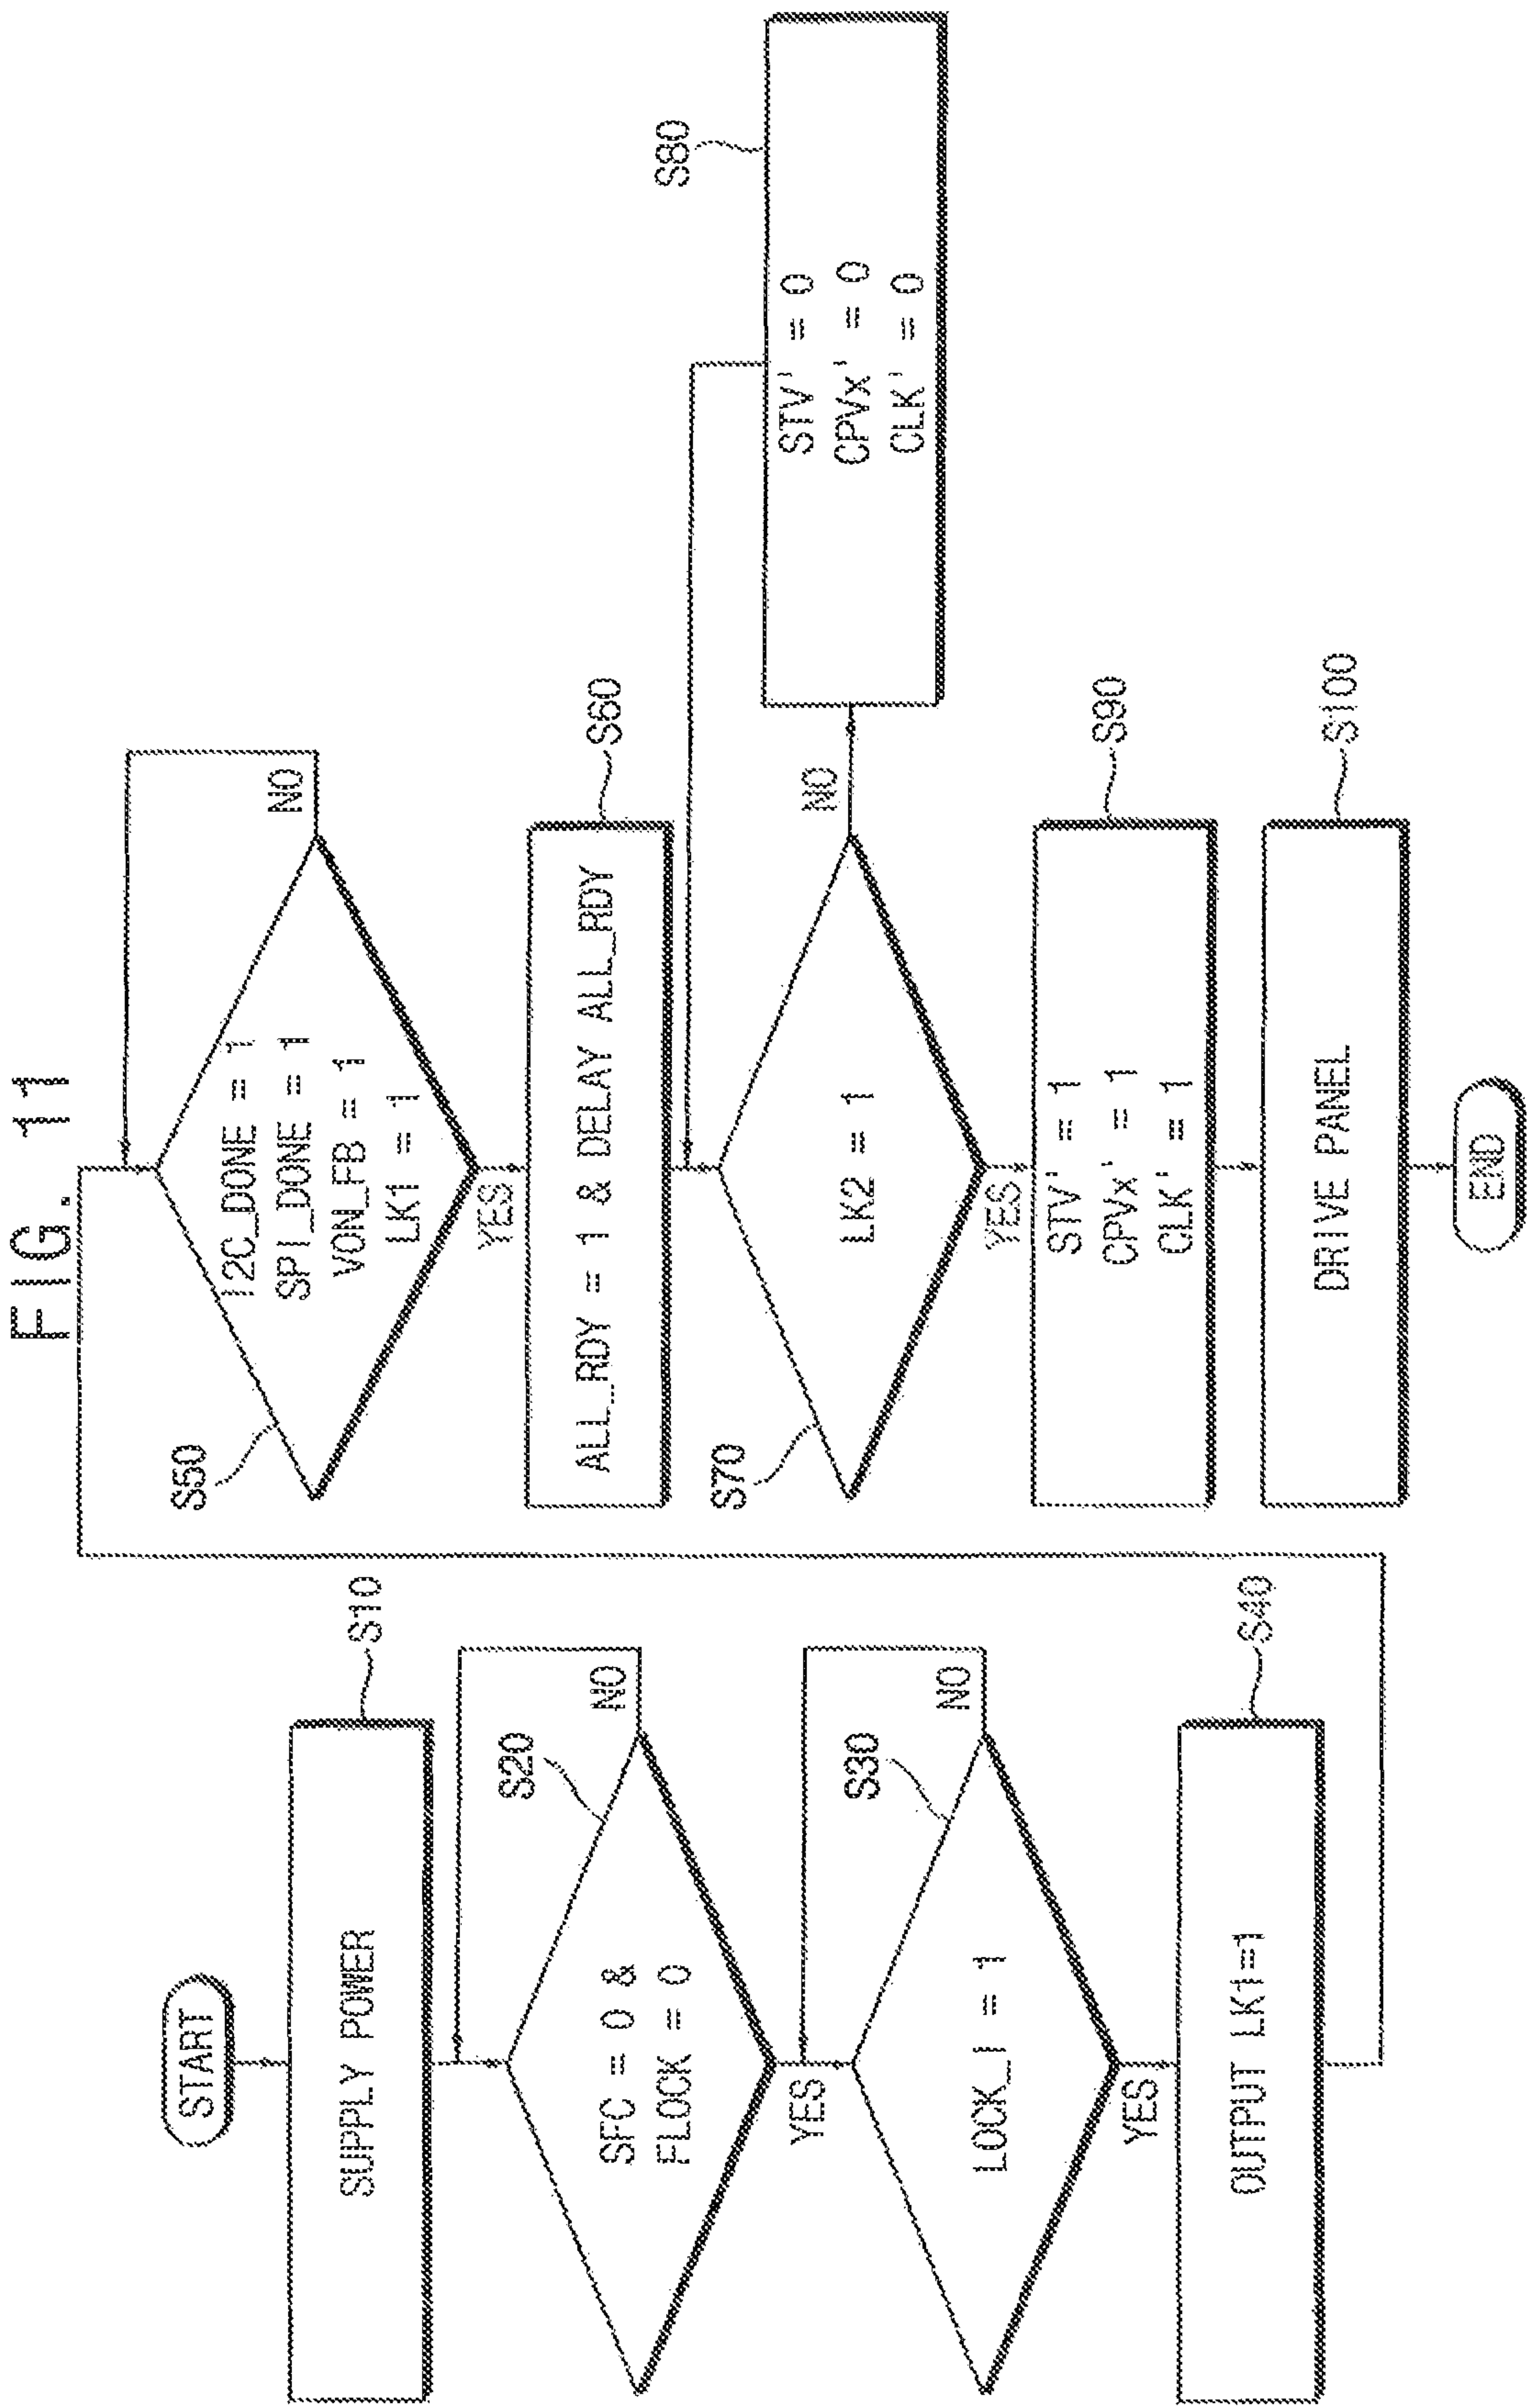 FIG. 11
START
SUPPLY POWER
S10
S20
SFC = 0 &
FLOCK = 0
NO
YES
S30
LOCK_I = 1
NO
YES
OUTPUT LK1=1
S40
S50
I2C_DONE = 1
SPI_DONE = 1
VON_FB = 1
LK1 = 1
NO
YES
ALL_RDY = 1 & DELAY ALL_RDY
S60
S70
LK2 = 1
NO
YES
S80
STV' = 0
CPVx' = 0
CLK' = 0
STV' = 1
CPVx' = 1
CLK' = 1
S90
DRIVE PANEL
S100
END